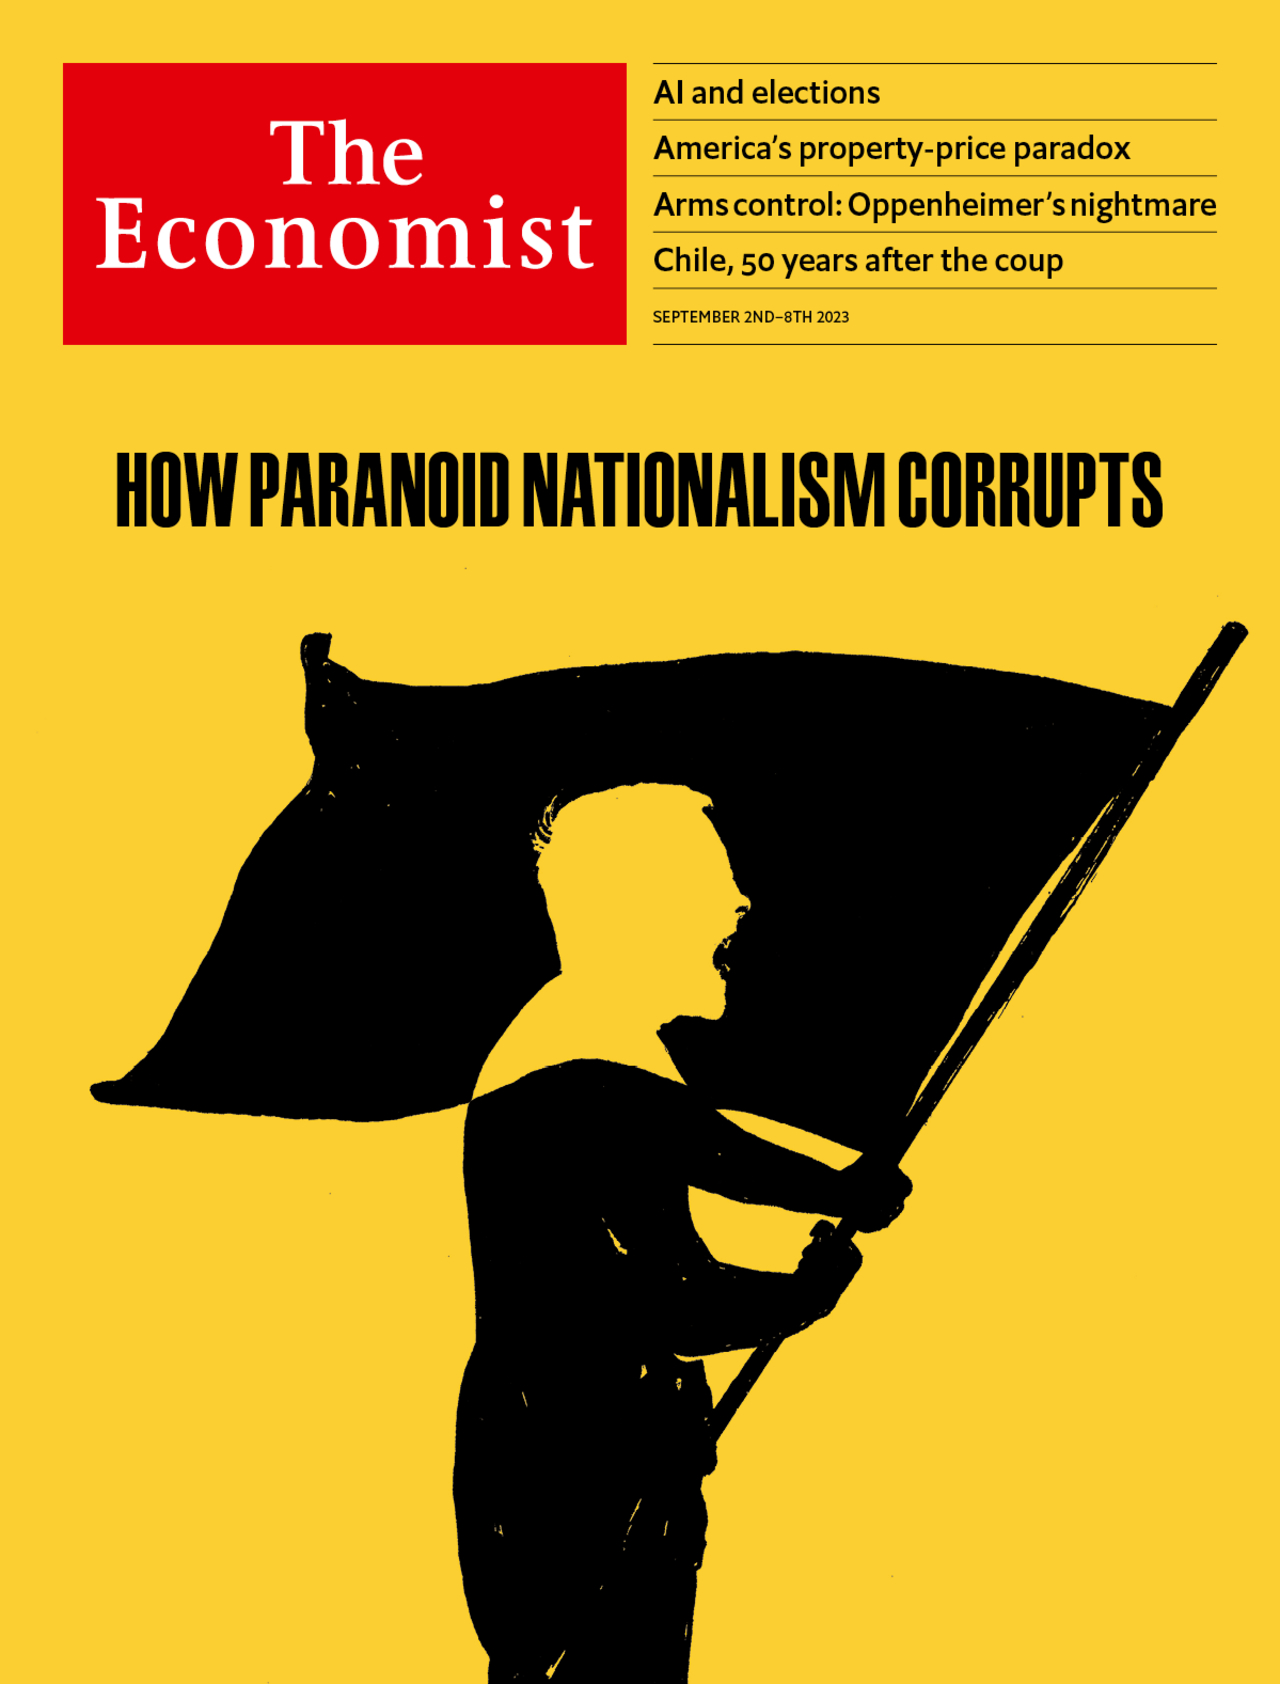 The
Economist
AI and elections
America’s property-price paradox
Arms control: Oppenheimer’s nightmare
Chile, 50 years after the coup
SEPTEMBER 2ND–8TH 2023
HOW PARANOID NATIONALISM CORRUPTS